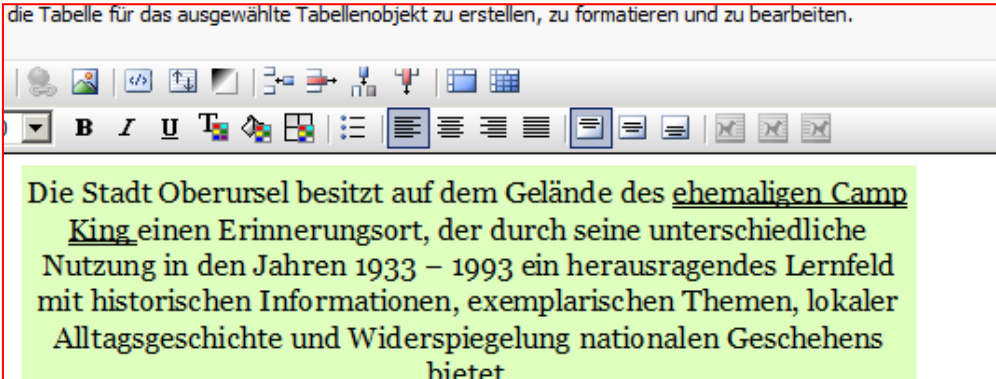 die Tabelle für das ausgewählte Tabellenobjekt zu erstellen, zu formatieren und zu bearbeiten.
B I U T
Die Stadt Oberursel besitzt auf dem Gelände des ehemaligen Camp
King einen Erinnerungsort, der durch seine unterschiedliche
Nutzung in den Jahren 1933 – 1993 ein herausragendes Lernfeld
mit historischen Informationen, exemplarischen Themen, lokaler
Alltagsgeschichte und Widerspiegelung nationalen Geschehens
bietet